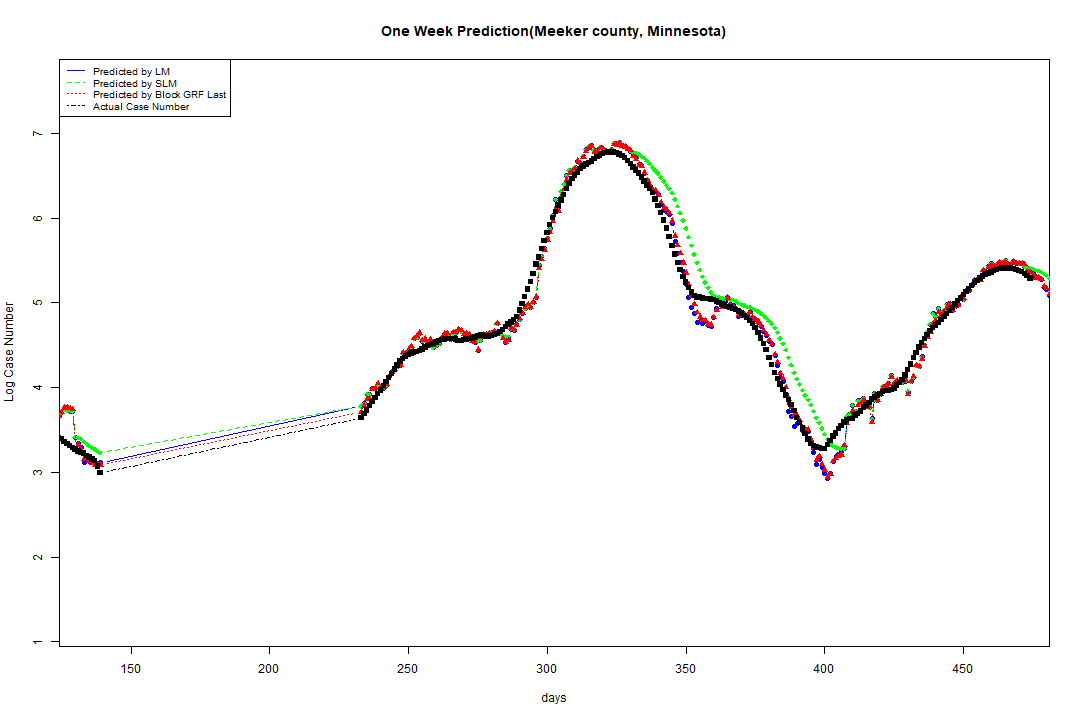 One Week Prediction(Meeker county, Minnesota)
Predicted by LM
Predicted by SLM
Predicted by Block GRF Last
Actual Case Number
Log Case Number
7
6
5
4
3
2
1
150 200 250 300 350 400 450
days